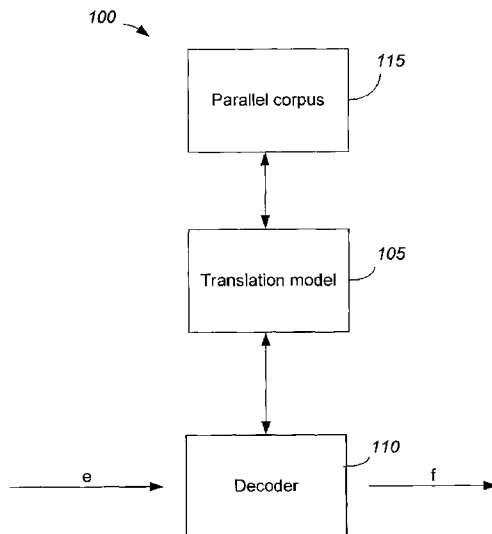 100
115
Parallel corpus
105
Translation model
110
e
Decoder
f